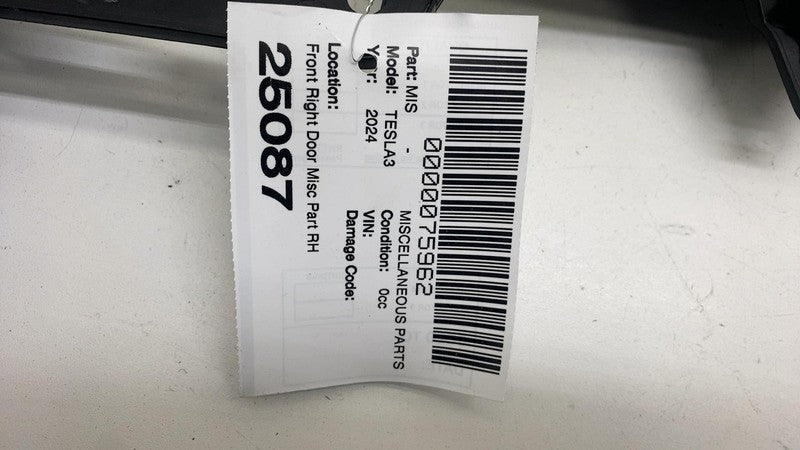 0000075962
Part: MIS - MISCELLANEOUS PARTS
Model: TESLA3 Condition: 0cc
Year: 2024 VIN:
Damage Code:
Location:
Front Right Door Misc Part RH
25087